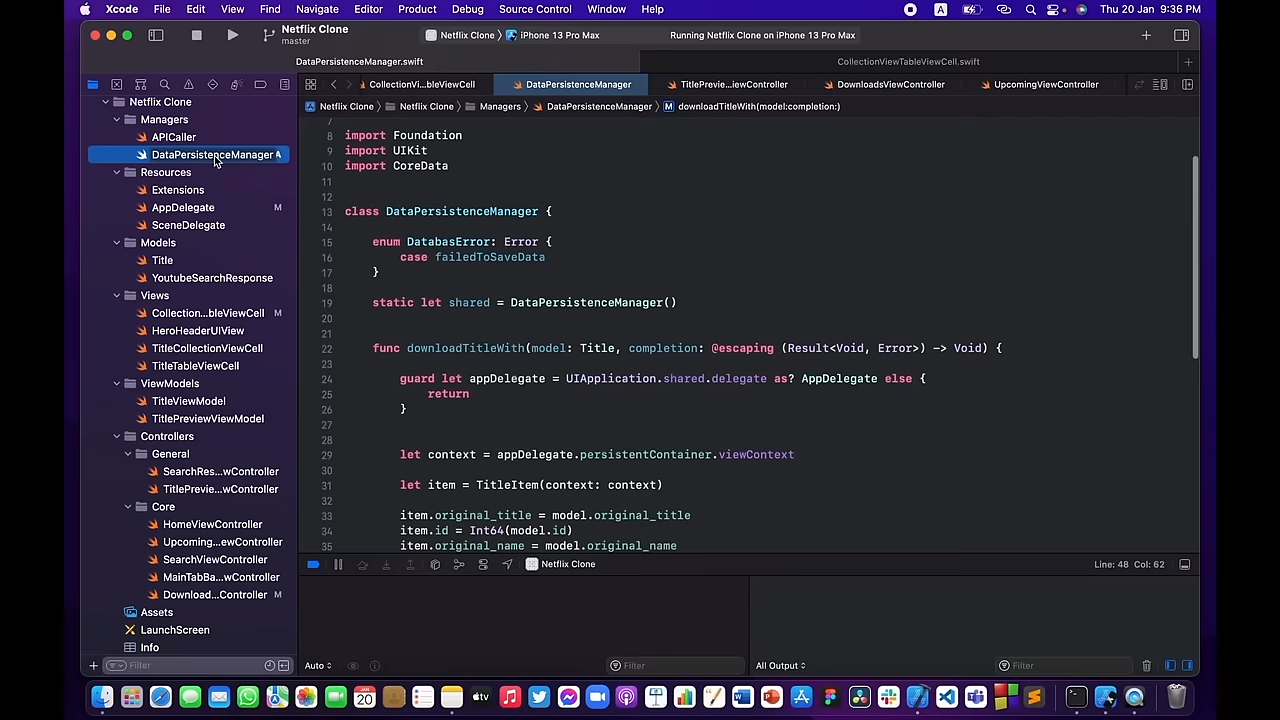 Xcode File Edit View Find Navigate Editor Product Debug Source Control Window Help A Thu 20 Jan 9:36 PM
Netflix Clone
master
Netflix Clone iPhone 13 Pro Max
Running Netflix Clone on iPhone 13 Pro Max
DataPersistenceManager.swift
CollectionViewTableViewCell.swift
CollectionVi...bleViewCell
DataPersistenceManager
TitlePrevie...iewController
DownloadsViewController
UpcomingViewController
Netflix Clone Netflix Clone Managers DataPersistenceManager M downloadTitleWith(model:completion:)
Netflix Clone
Managers
APICaller
DataPersistenceManager A
Resources
Extensions
AppDelegate M
SceneDelegate
Models
Title
YoutubeSearchResponse
Views
Collection...bleViewCell M
HeroHeaderUIView
TitleCollectionViewCell
TitleTableViewCell
ViewModels
TitleViewModel
TitlePreviewViewModel
Controllers
General
SearchRes...wController
TitlePrevie...wController
Core
HomeViewController
Upcoming...ewController
SearchViewController
MainTabBa...wController
Download...Controller M
Assets
LaunchScreen
Info
Filter
7
8 import Foundation
9 import UIKit
10 import CoreData
11
12
13 class DataPersistenceManager {
14
15 enum DatabasError: Error {
16 case failedToSaveData
17 }
18
19 static let shared = DataPersistenceManager()
20
21
22 func downloadTitleWith(model: Title, completion: @escaping (Result<Void, Error>) -> Void) {
23
24 guard let appDelegate = UIApplication.shared.delegate as? AppDelegate else {
25 return
26 }
27
28
29 let context = appDelegate.persistentContainer.viewContext
30
31 let item = TitleItem(context: context)
32
33 item.original_title = model.original_title
34 item.id = Int64(model.id)
35 item.original_name = model.original_name
Netflix Clone
Line: 48 Col: 62
Auto
Filter
All Output
Filter
JAN
20
tv